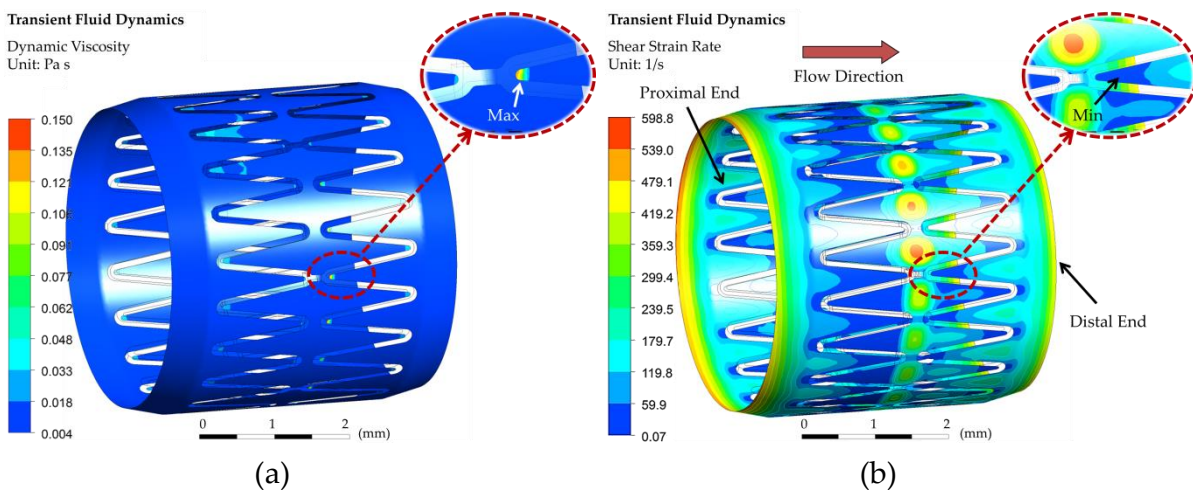 Transient Fluid Dynamics
Dynamic Viscosity
Unit: Pa s
Max
0.150
0.135
0.121
0.106
0.090
0.077
0.062
0.048
0.033
0.018
0.004
0 1 2 (mm)
(a)
Transient Fluid Dynamics
Shear Strain Rate
Unit: 1/s
Flow Direction
Proximal End
Min
Distal End
598.8
539.0
479.1
419.2
359.3
299.4
239.5
179.7
119.8
59.9
0.07
0 1 2 (mm)
(b)